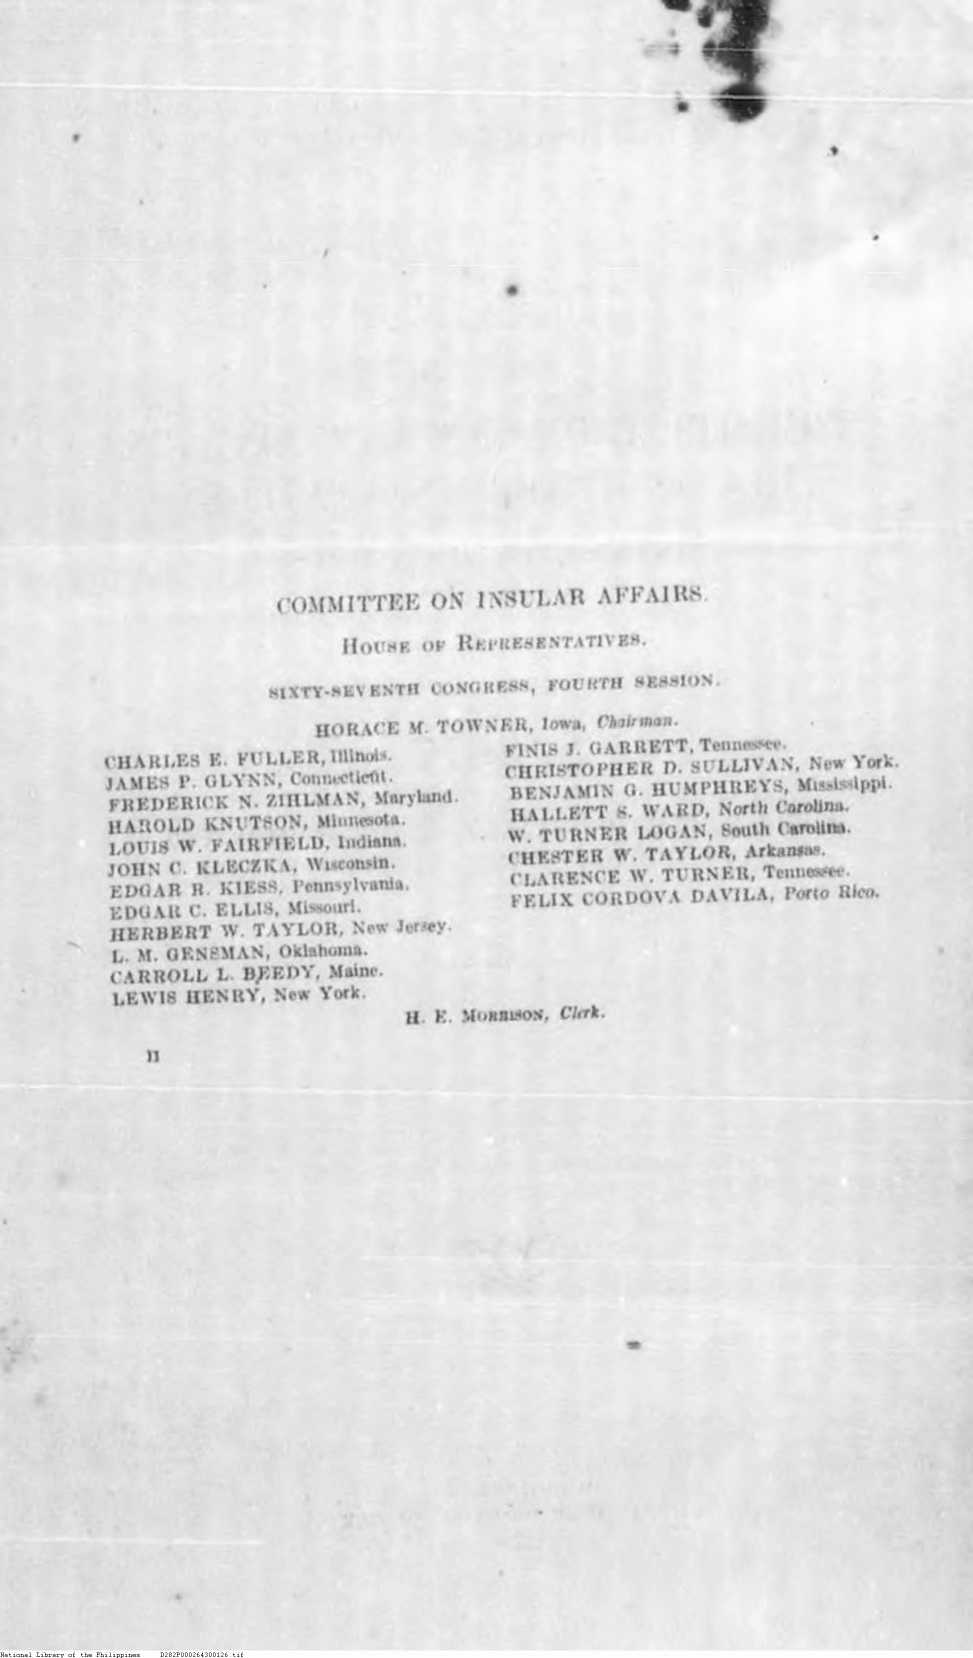 COMMITTEE ON INSULAR AFFAIRS.
HOUSE OF REPRESENTATIVES.
SIXTY-SEVENTH CONGRESS, FOURTH SESSION.
HORACE M. TOWNER, Iowa, Chairman.
CHARLES E. FULLER, Illinois.
JAMES P. GLYNN, Connecticut.
FREDERICK N. ZIHLMAN, Maryland.
HAROLD KNUTSON, Minnesota.
LOUIS W. FAIRFIELD, Indiana.
JOHN C. KLECZKA, Wisconsin.
EDGAR R. KIESS, Pennsylvania.
EDGAR C. ELLIS, Missouri.
HERBERT W. TAYLOR, New Jersey.
L. M. GENSMAN, Oklahoma.
CARROLL L. BEEDY, Maine.
LEWIS HENRY, New York.
FINIS J. GARRETT, Tennessee.
CHRISTOPHER D. SULLIVAN, New York.
BENJAMIN G. HUMPHREYS, Mississippi.
HALLETT S. WARD, North Carolina.
W. TURNER LOGAN, South Carolina.
CHESTER W. TAYLOR, Arkansas.
CLARENCE W. TURNER, Tennessee.
FELIX CORDOVA DAVILA, Porto Rico.
H. E. MORRISON, Clerk.
II
National Library of the Philippines D282P000264300126.tif